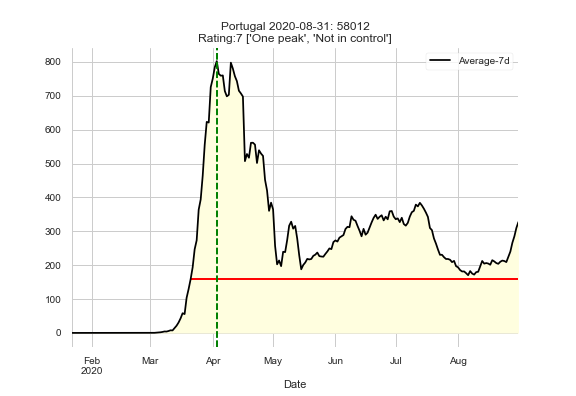 Portugal 2020-08-31: 58012
Rating:7 ['One peak', 'Not in control']
Average-7d
800
700
600
500
400
300
200
100
0
Feb
2020
Mar
Apr
May
Jun
Jul
Aug
Date